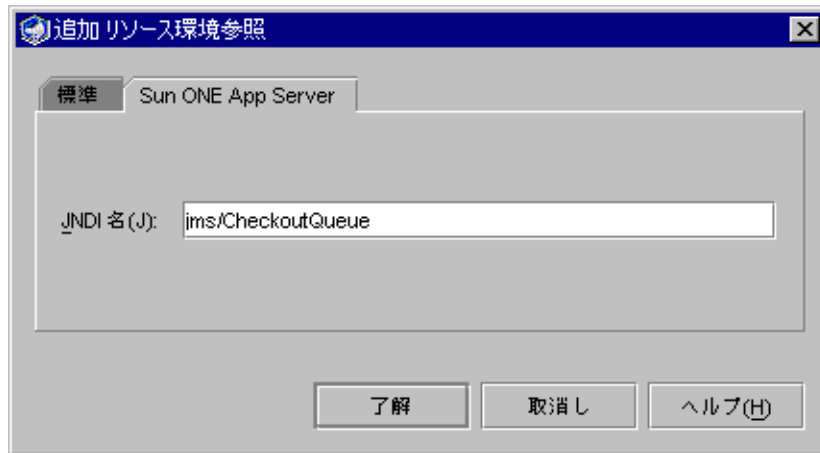 追加 リソース環境参照
標準 Sun ONE App Server
JNDI 名(J): jms/CheckoutQueue
了解 取消し ヘルプ(H)